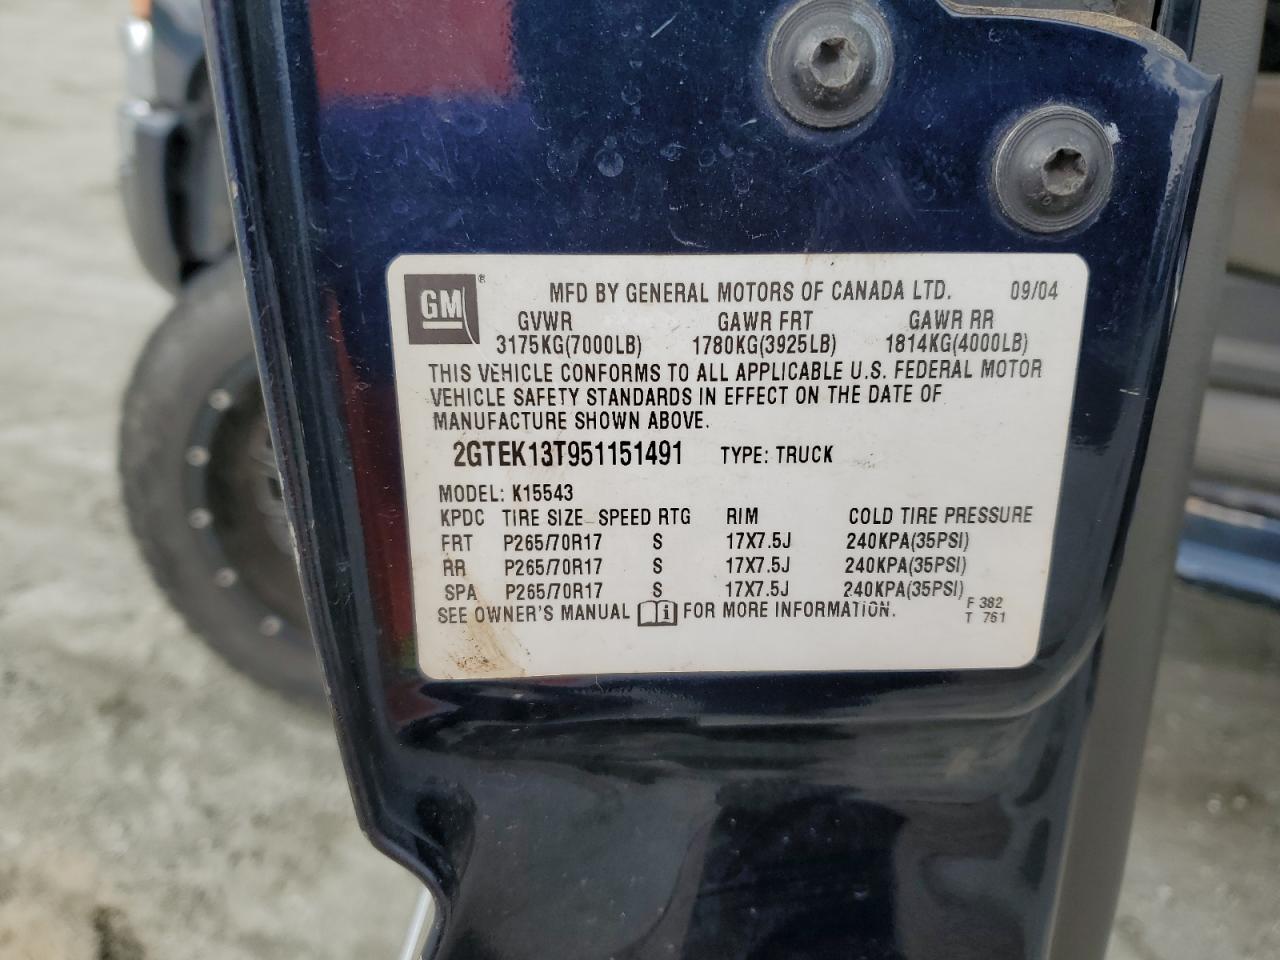 GM ® MFD BY GENERAL MOTORS OF CANADA LTD. 09/04
GVWR GAWR FRT GAWR RR
3175KG(7000LB) 1780KG(3925LB) 1814KG(4000LB)
THIS VEHICLE CONFORMS TO ALL APPLICABLE U.S. FEDERAL MOTOR
VEHICLE SAFETY STANDARDS IN EFFECT ON THE DATE OF
MANUFACTURE SHOWN ABOVE.
2GTEK13T951151491 TYPE: TRUCK
MODEL: K15543
KPDC TIRE SIZE SPEED RTG RIM COLD TIRE PRESSURE
FRT P265/70R17 S 17X7.5J 240KPA(35PSI)
RR P265/70R17 S 17X7.5J 240KPA(35PSI)
SPA P265/70R17 S 17X7.5J 240KPA(35PSI)
SEE OWNER'S MANUAL i FOR MORE INFORMATION. F 382
T 761